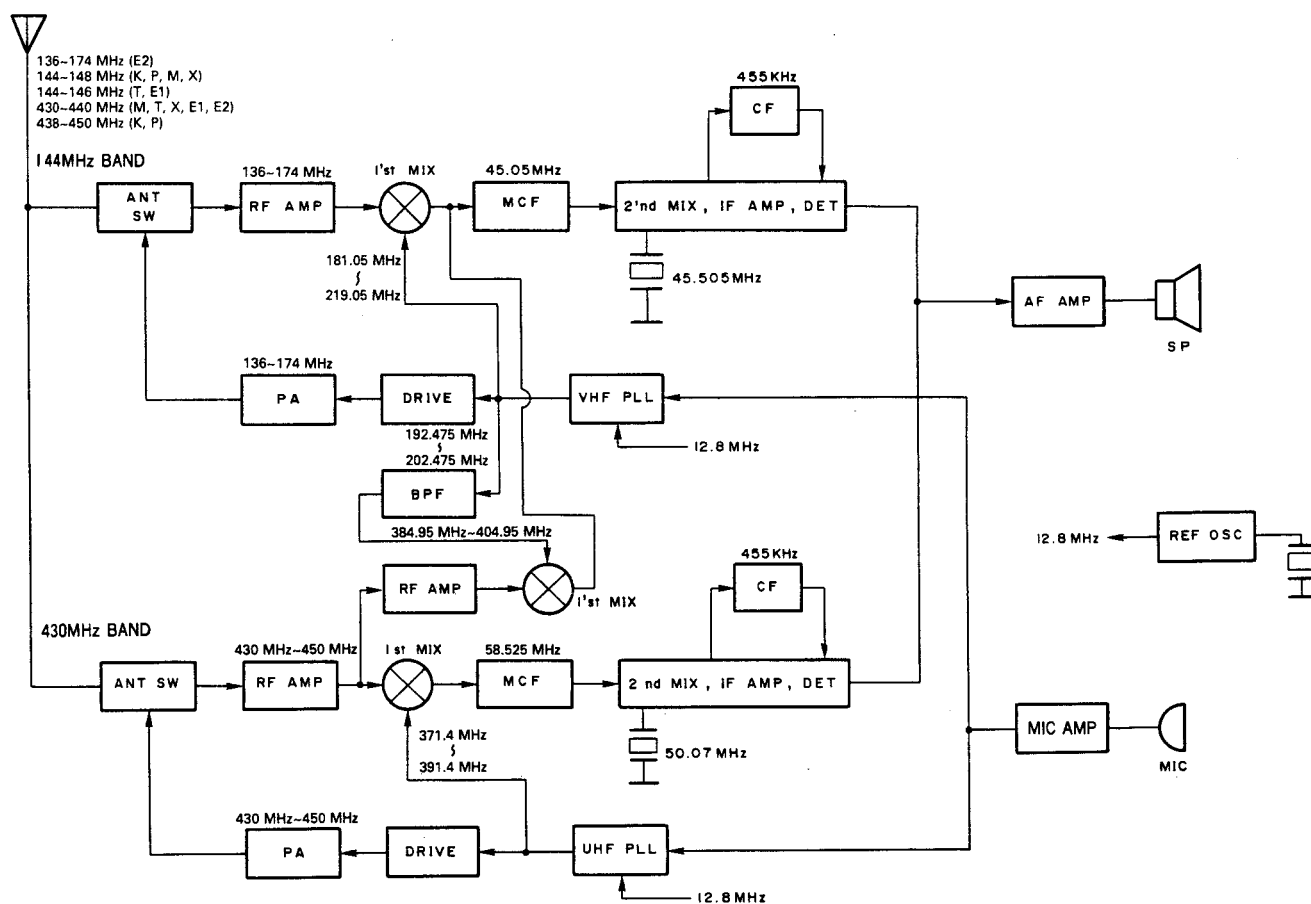 136~174 MHz (E2)
144~148 MHz (K, P, M, X)
144~146 MHz (T, E1)
430~440 MHz (M, T, X, E1, E2)
438~450 MHz (K, P)
144MHz BAND
ANT
SW
136~174 MHz
RF AMP
1'st MIX
45.05MHz
MCF
455KHz
CF
2'nd MIX, IF AMP, DET
181.05 MHz
~
219.05 MHz
45.505MHz
AF AMP
SP
136~174 MHz
PA
DRIVE
VHF PLL
12.8MHz
192.475 MHz
~
202.475 MHz
BPF
384.95 MHz~404.95 MHz
12.8MHz
REF OSC
RF AMP
1'st MIX
455KHz
CF
430MHz BAND
ANT SW
430 MHz~450 MHz
RF AMP
1 st MIX
58.525 MHz
MCF
2 nd MIX, IF AMP, DET
371.4 MHz
~
391.4 MHz
50.07 MHz
MIC AMP
MIC
430 MHz~450 MHz
PA
DRIVE
UHF PLL
12.8MHz